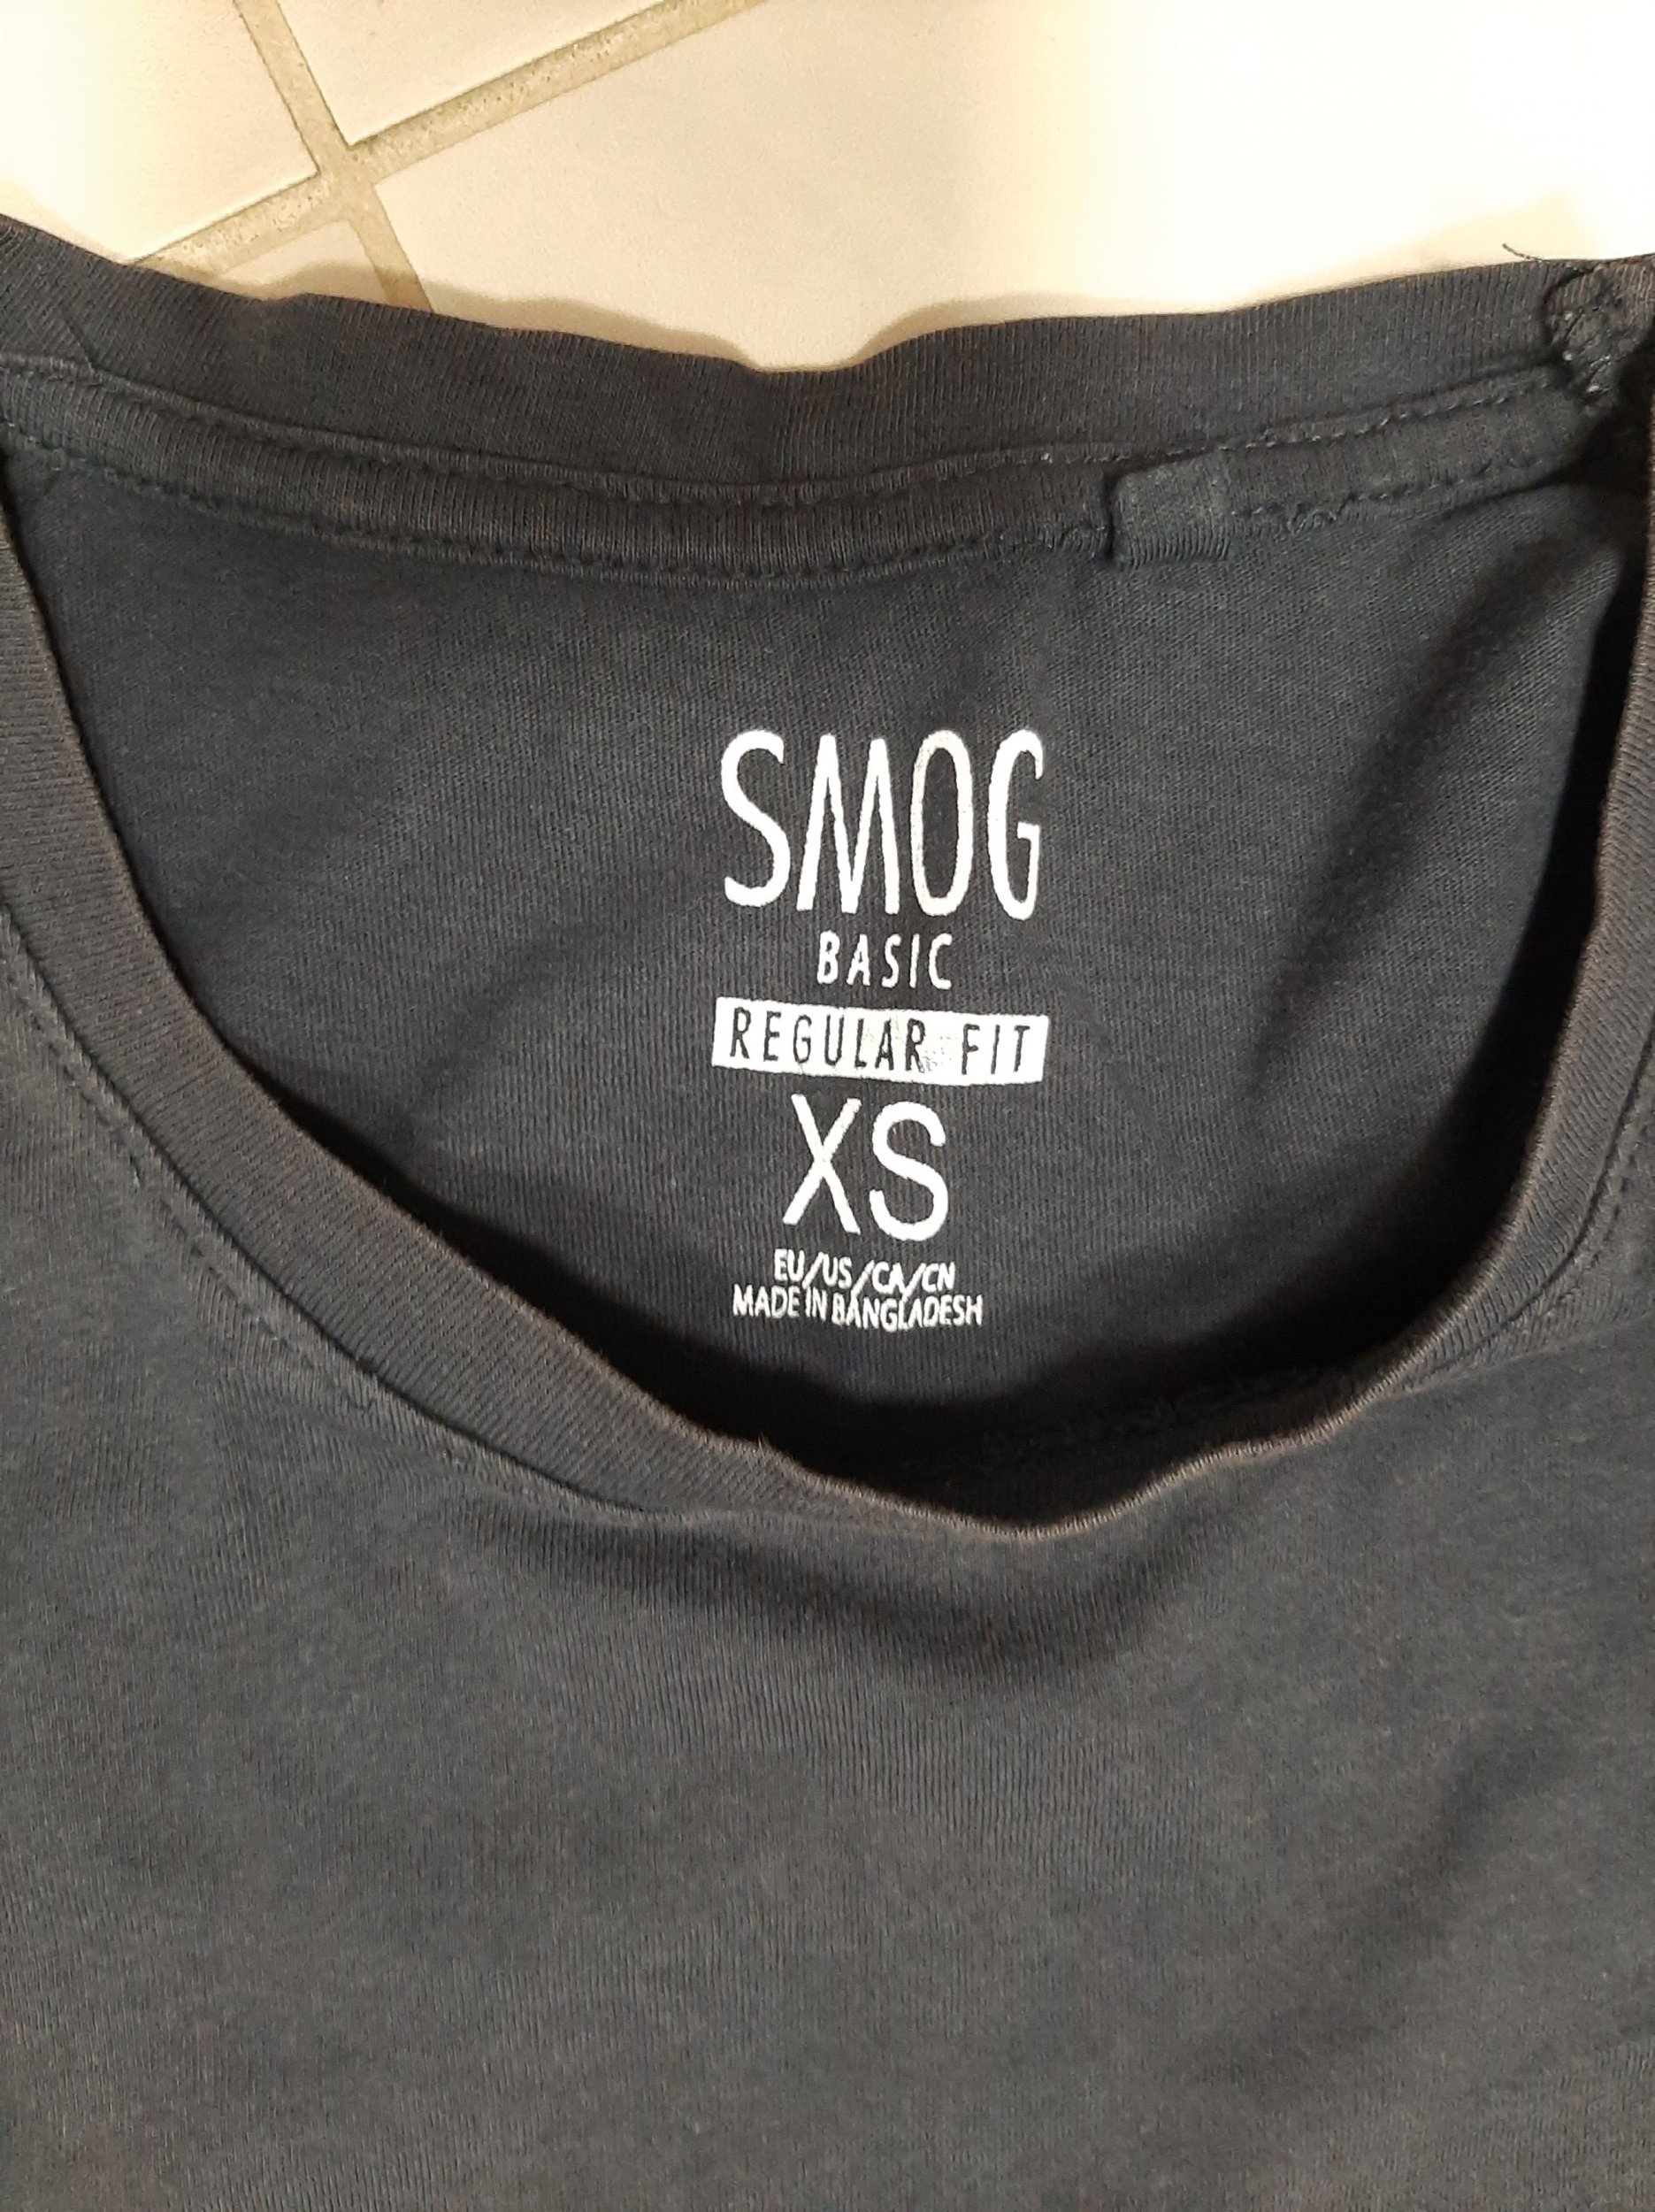 SMOG
BASIC
REGULAR FIT
XS
EU/US/CA/CN
MADE IN BANGLADESH